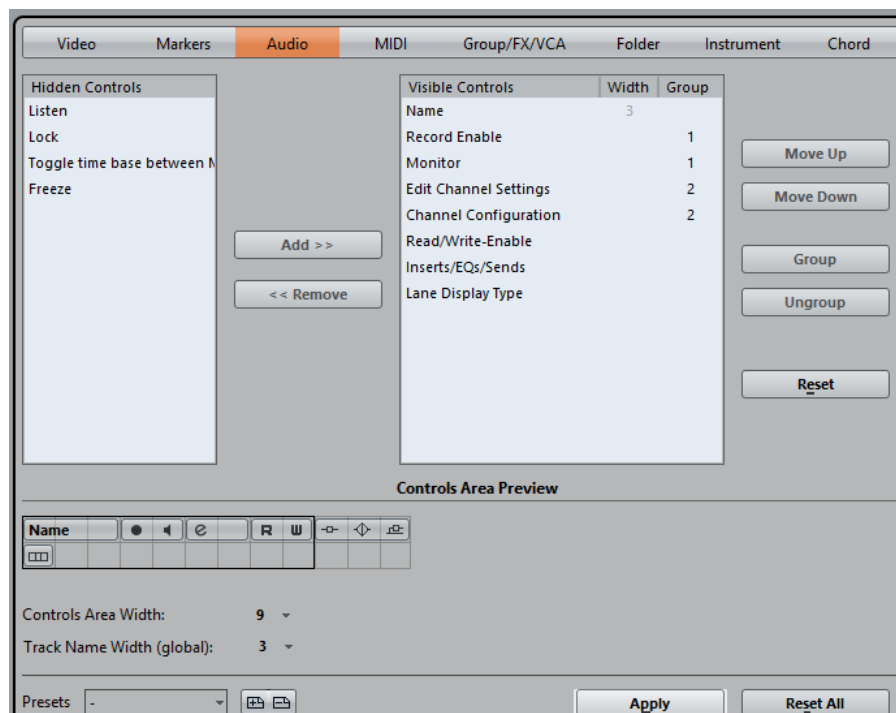 Video Markers Audio MIDI Group/FX/VCA Folder Instrument Chord
Hidden Controls
Listen
Lock
Toggle time base between
Freeze
Add >>
<< Remove
Visible Controls Width Group
Name 3
Record Enable 1
Monitor 1
Edit Channel Settings 2
Channel Configuration 2
Read/Write-Enable
Inserts/EQs/Sends
Lane Display Type
Move Up
Move Down
Group
Ungroup
Reset
Controls Area Preview
Name e R W
Controls Area Width: 9
Track Name Width (global): 3
Presets - Apply Reset All